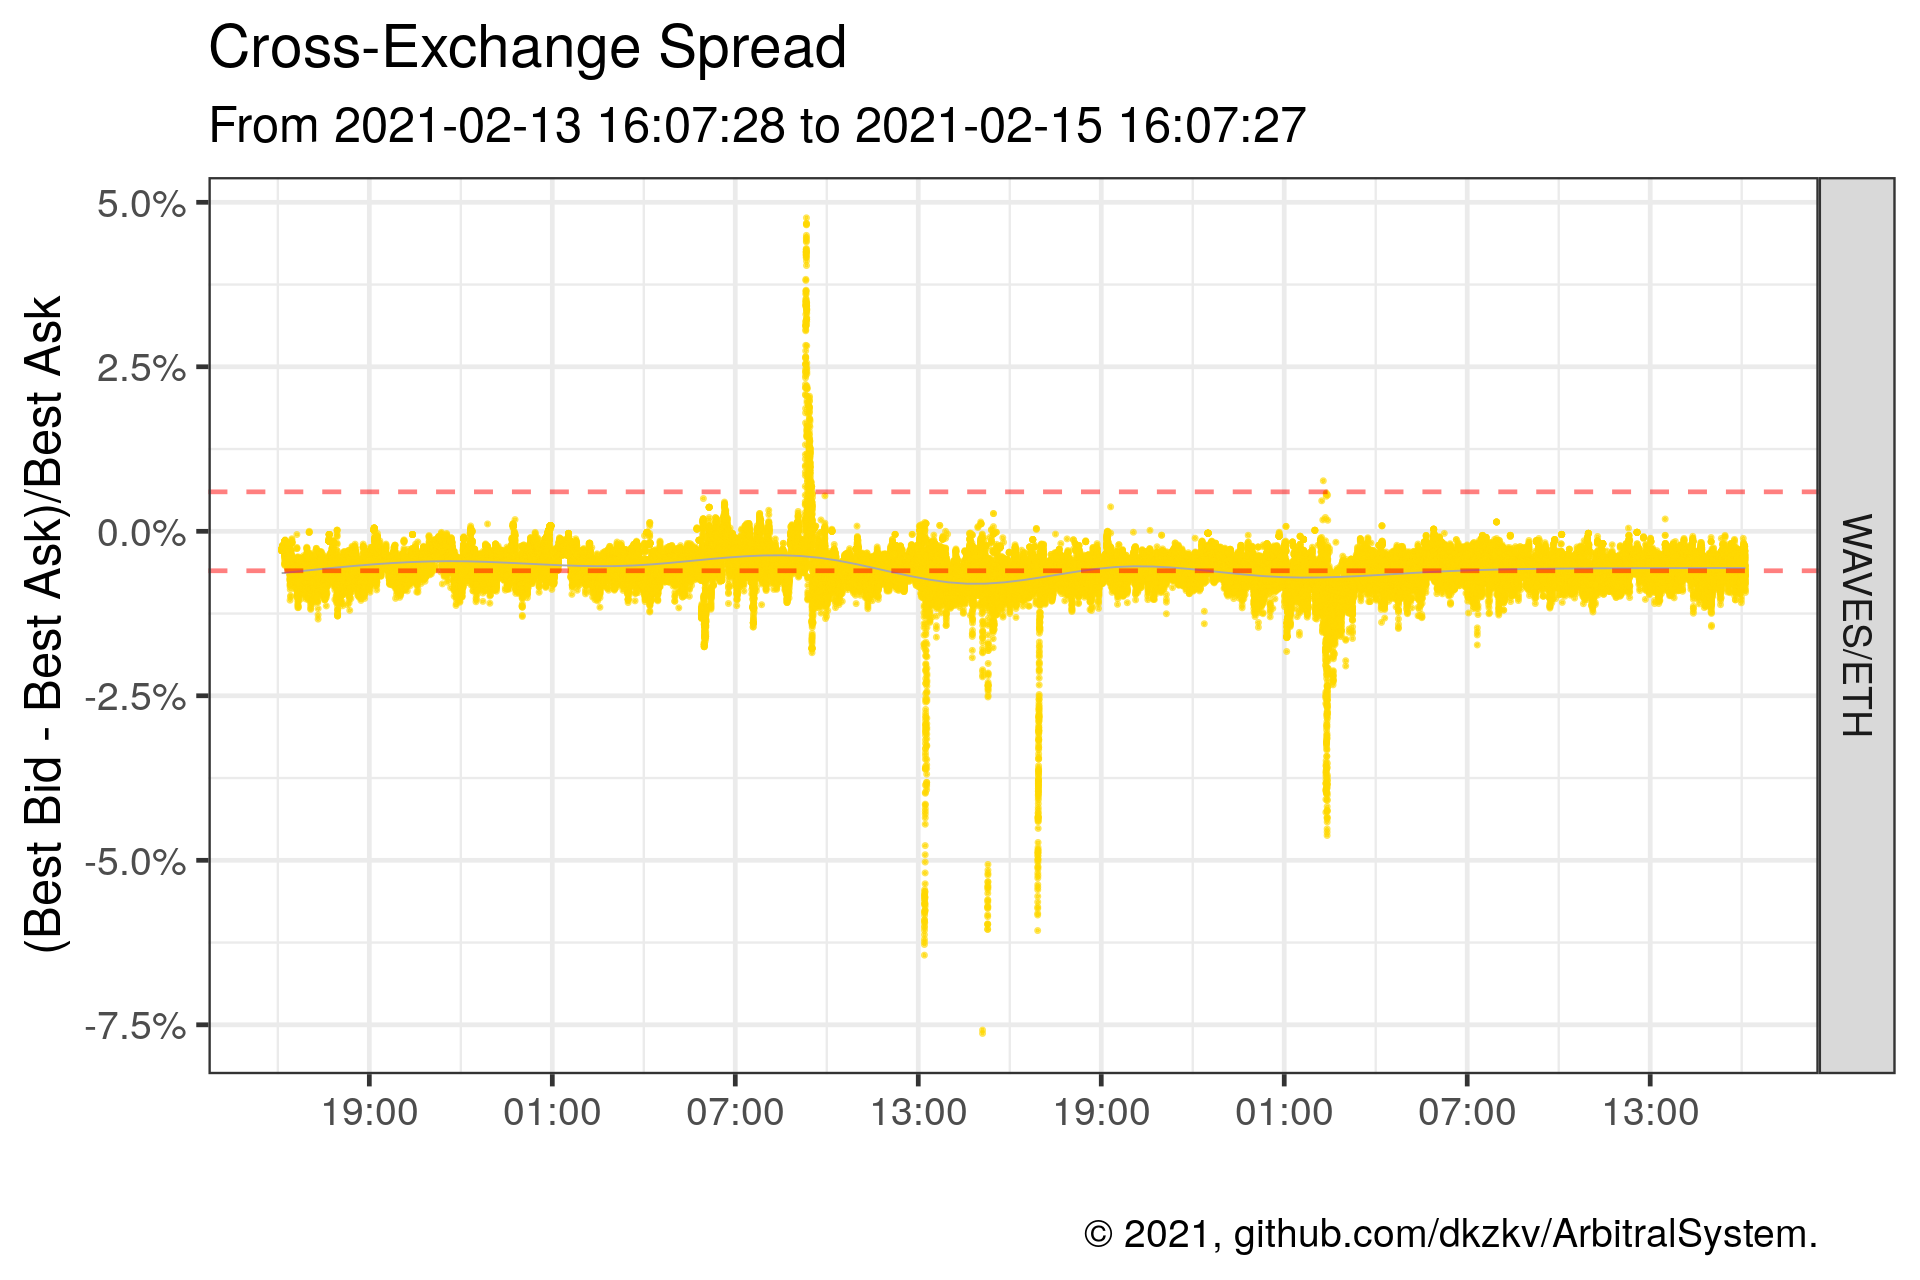 Cross-Exchange Spread
From 2021-02-13 16:07:28 to 2021-02-15 16:07:27
(Best Bid - Best Ask)/Best Ask
5.0%
2.5%
0.0%
-2.5%
-5.0%
-7.5%
WAVES/ETH
19:00 01:00 07:00 13:00 19:00 01:00 07:00 13:00
© 2021, github.com/dkzkv/ArbitralSystem.